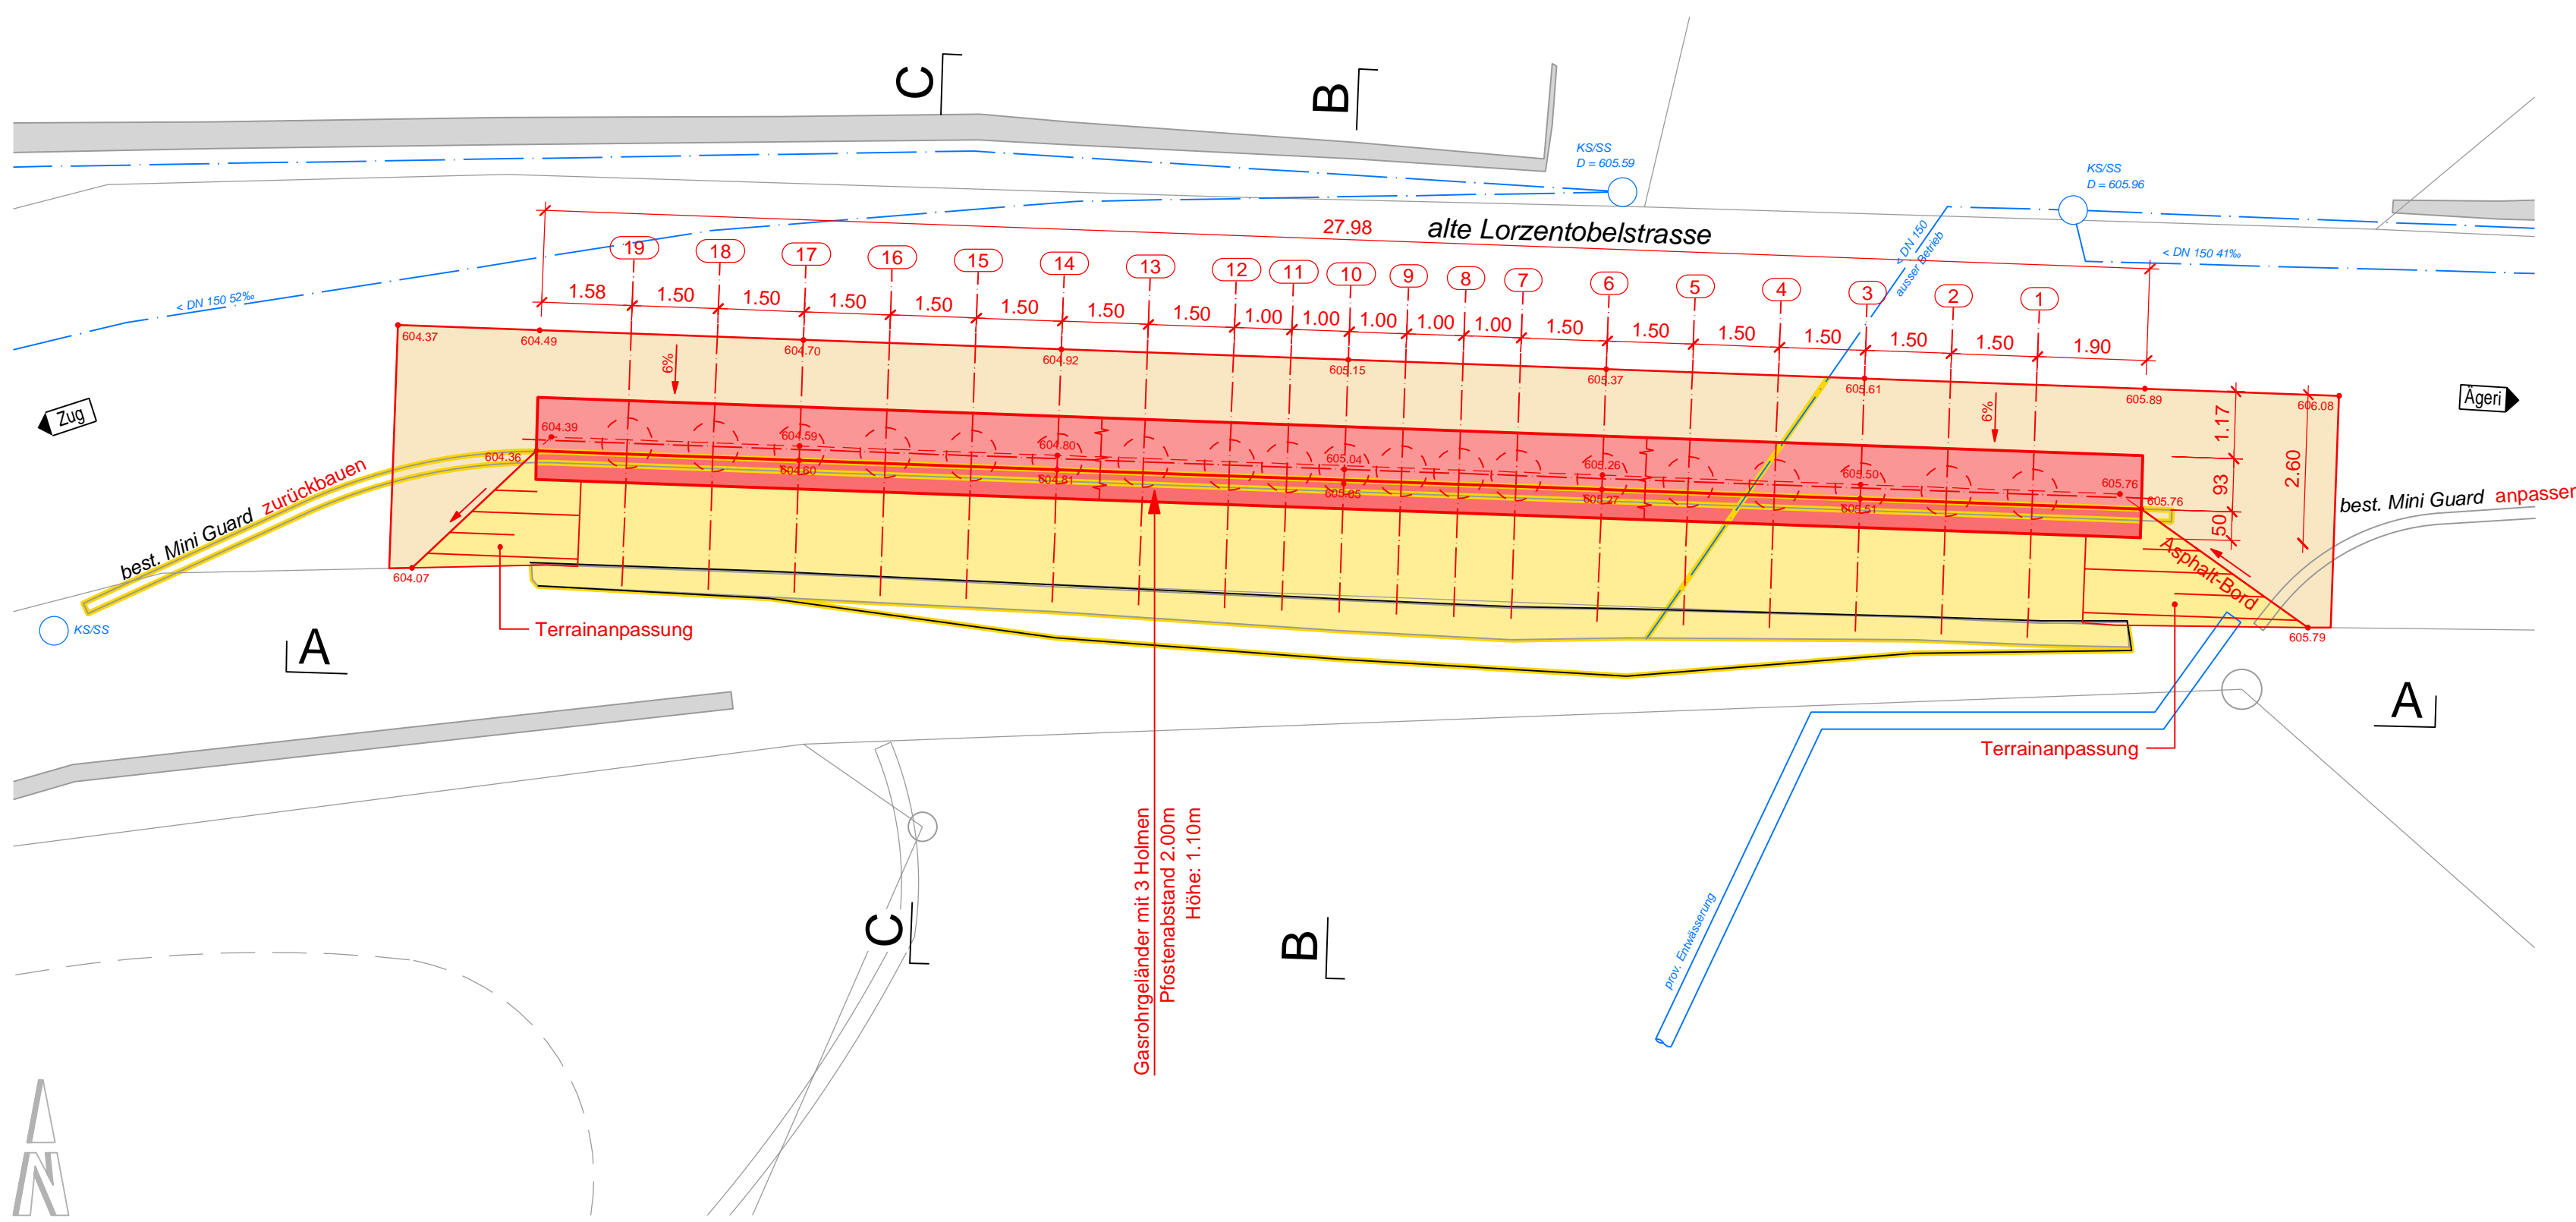 C
B
KS/SS
D = 605.59
KS/SS
D = 605.96
27.98
alte Lorzentobelstrasse
< DN 150
ausser Betrieb
< DN 150 41‰
< DN 150 52‰
19
18
17
16
15
14
13
12
11
10
9
8
7
6
5
4
3
2
1
1.58
1.50
1.50
1.50
1.50
1.50
1.50
1.50
1.00
1.00
1.00
1.00
1.00
1.50
1.50
1.50
1.50
1.50
1.50
1.90
604.37
604.49
604.70
604.92
605.15
605.37
605.61
605.89
606.08
6%
6%
Zug
Ägeri
1.17
93
50
2.60
604.39
604.59
604.80
605.04
605.26
605.50
605.76
604.36
604.60
604.81
605.05
605.27
605.51
605.76
best. Mini Guard zurückbauen
best. Mini Guard anpassen
Asphalt-Bord
604.07
605.79
KS/SS
Terrainanpassung
Terrainanpassung
A
A
Gasrohrgeländer mit 3 Holmen
Pfostenabstand 2.00m
Höhe: 1.10m
prov. Entwässerung
C
B
N